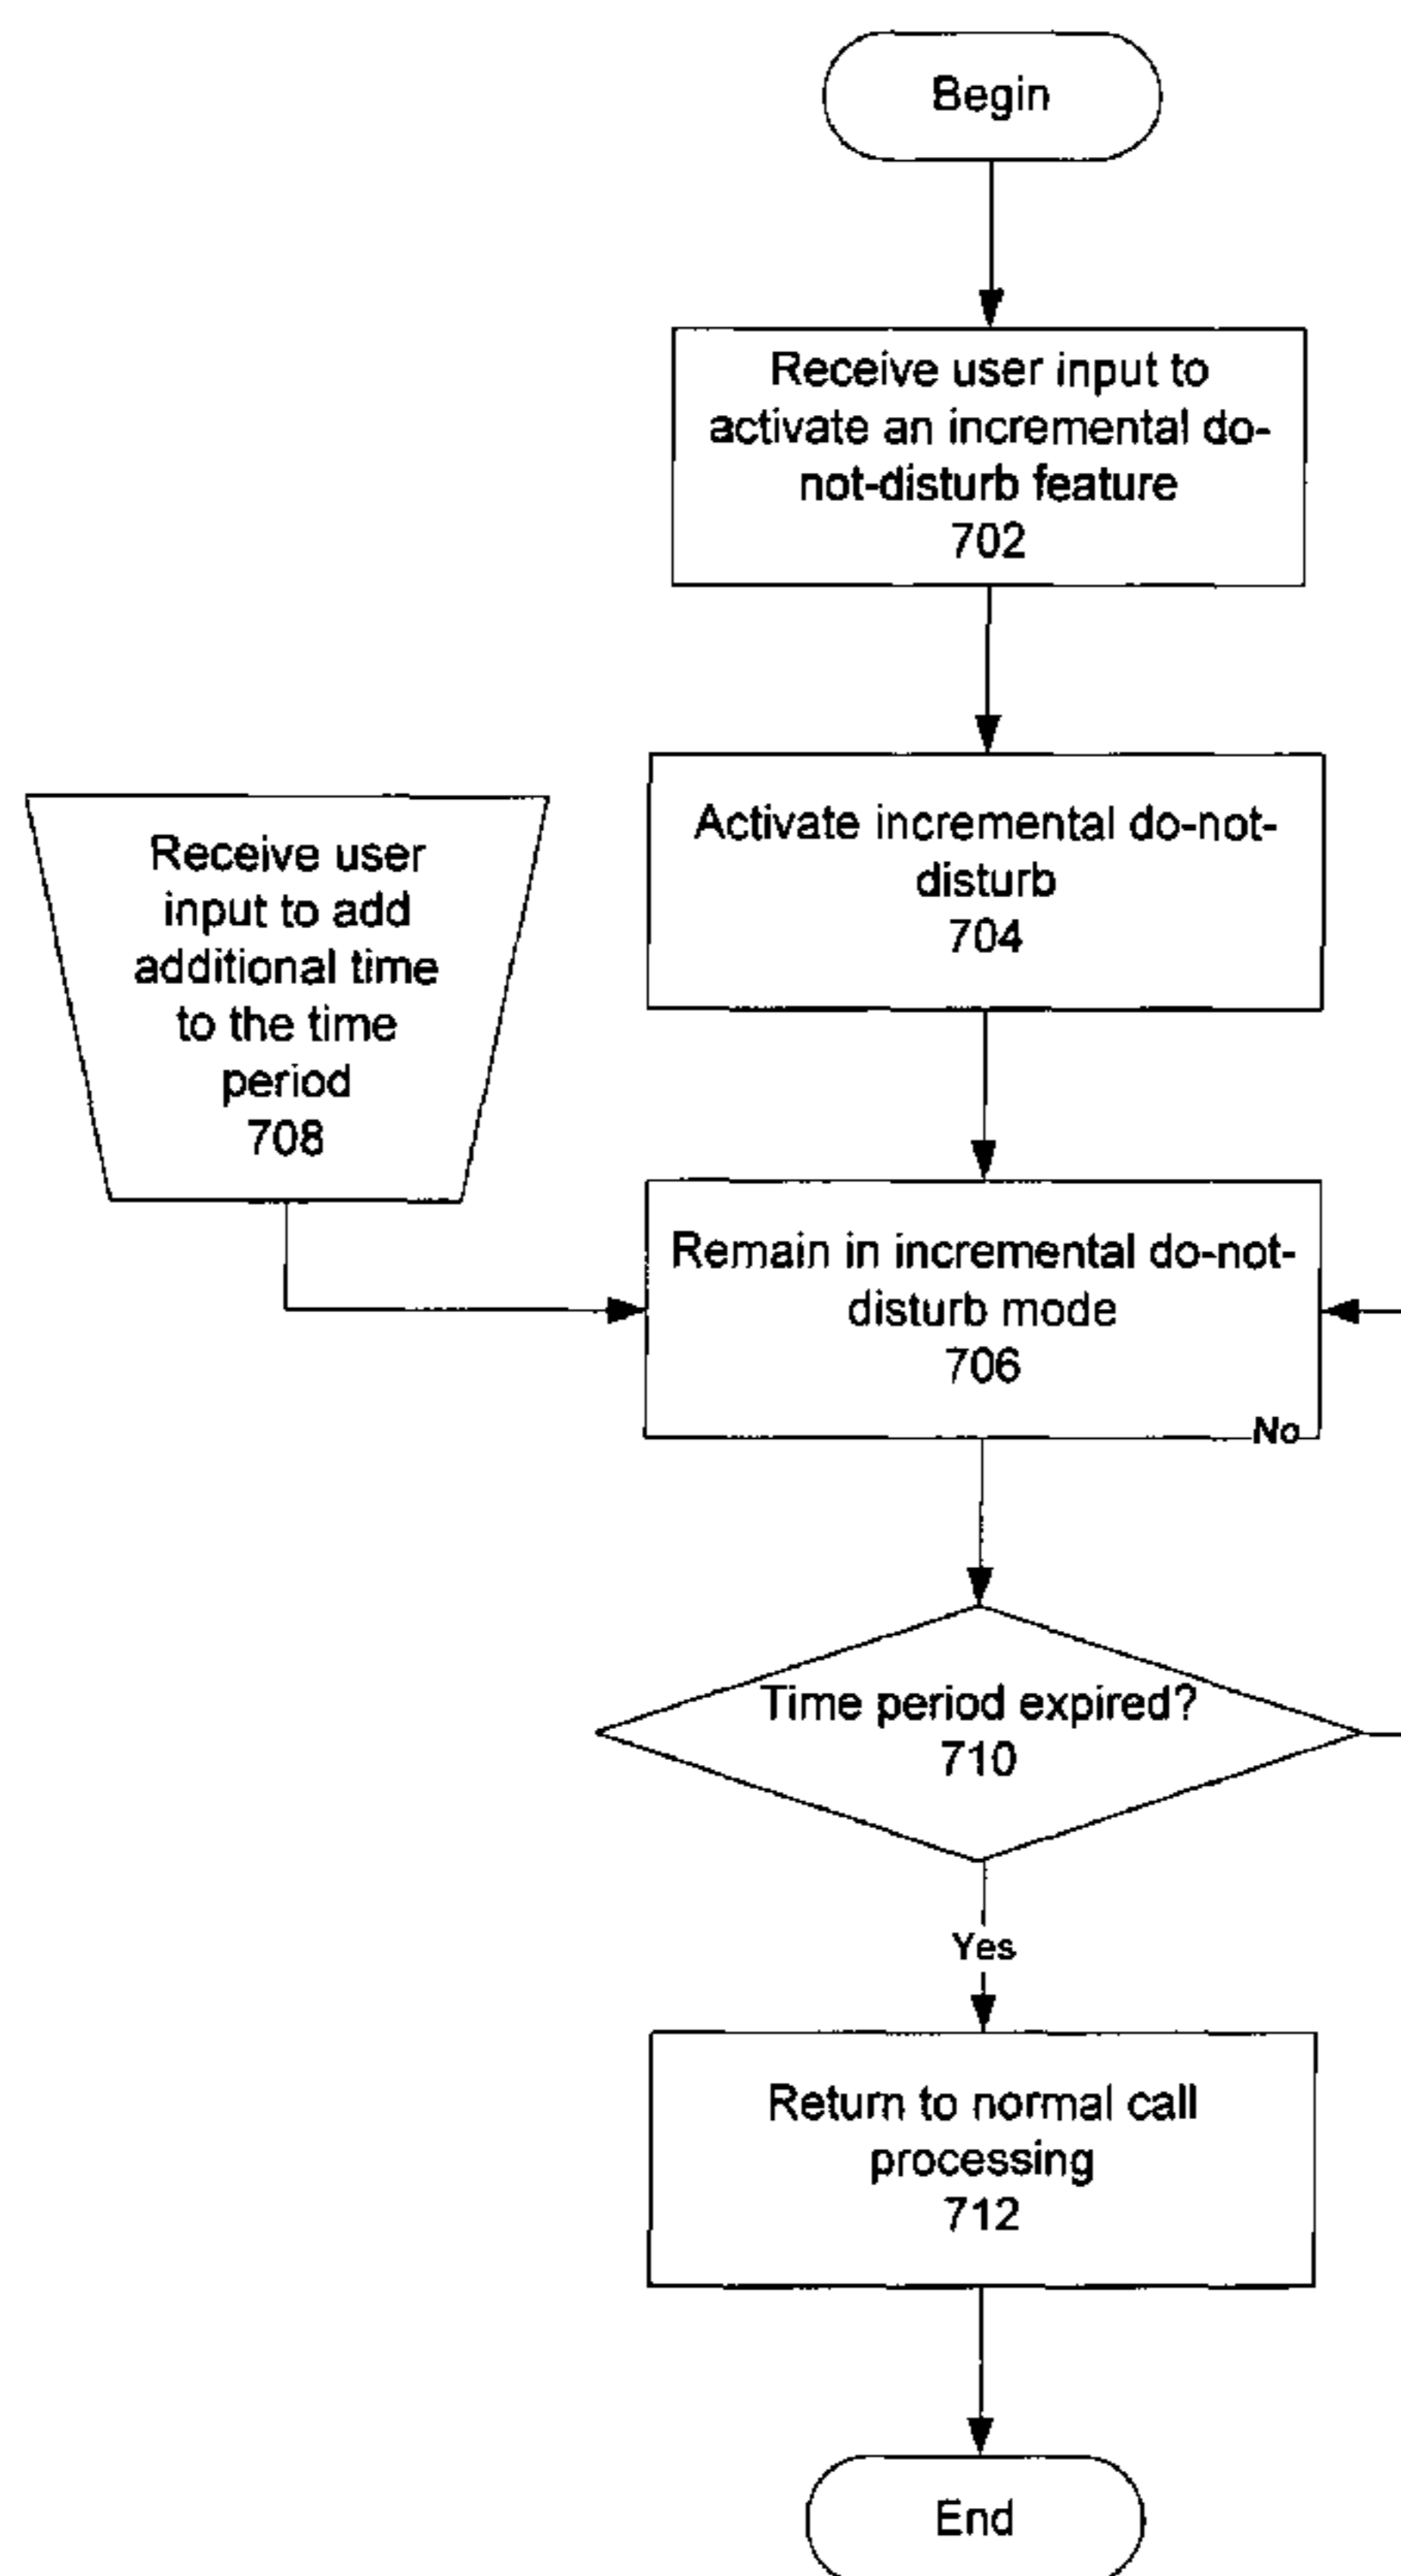 Begin
Receive user input to
activate an incremental do-
not-disturb feature
702
Activate incremental do-not-
disturb
704
Receive user
input to add
additional time
to the time
period
708
Remain in incremental do-not-
disturb mode
706
No
Time period expired?
710
Yes
Return to normal call
processing
712
End